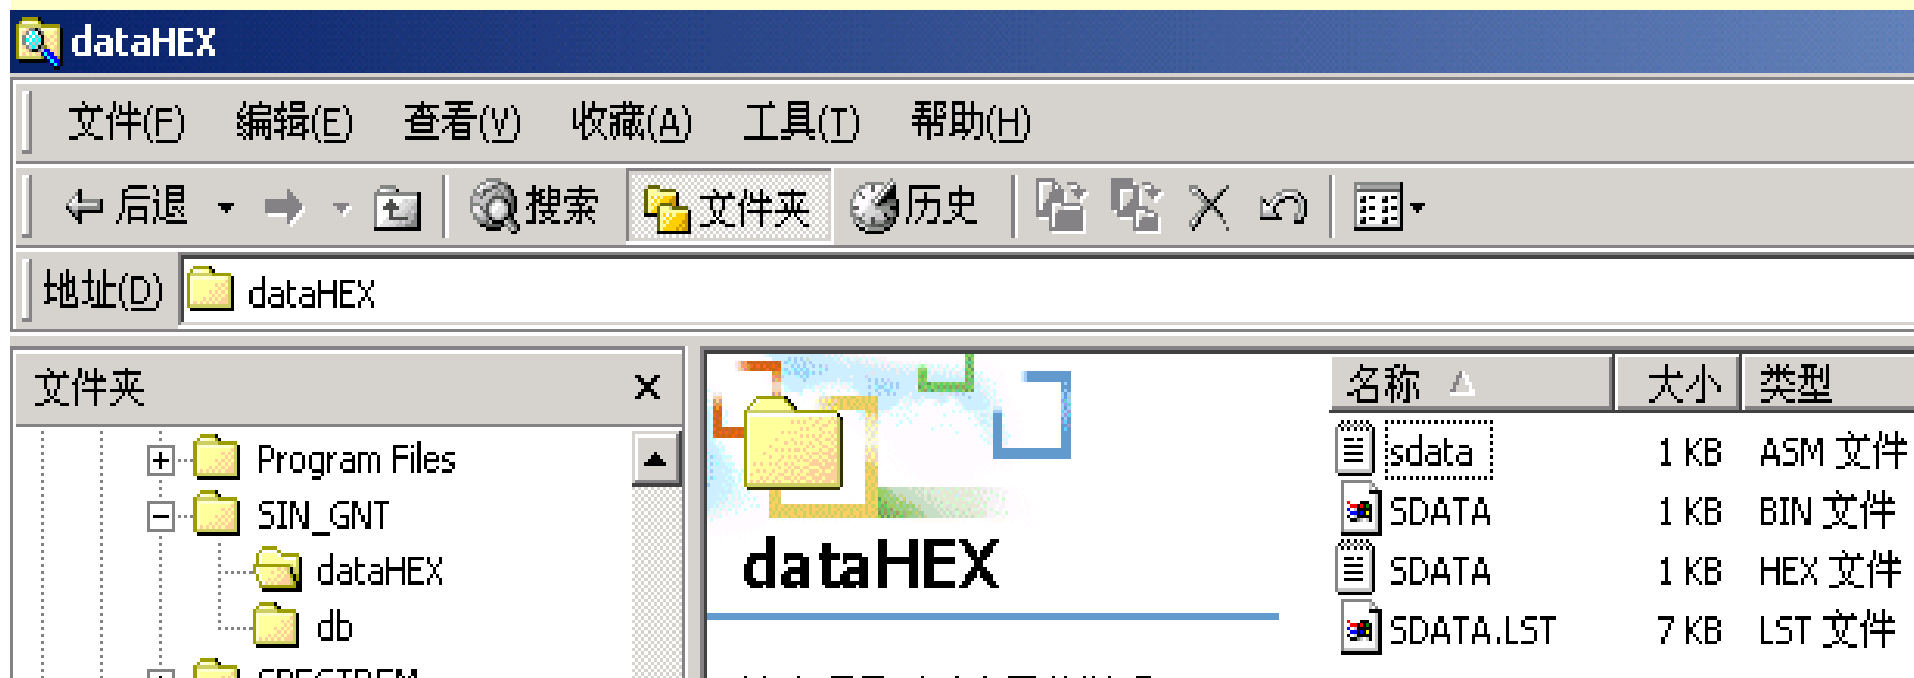 dataHEX
文件(F) 编辑(E) 查看(V) 收藏(A) 工具(T) 帮助(H)
后退 搜索 文件夹 历史
地址(D) dataHEX
文件夹
Program Files
SIN_GNT
dataHEX
db
dataHEX
名称 大小 类型
sdata 1 KB ASM 文件
SDATA 1 KB BIN 文件
SDATA 1 KB HEX 文件
SDATA.LST 7 KB LST 文件